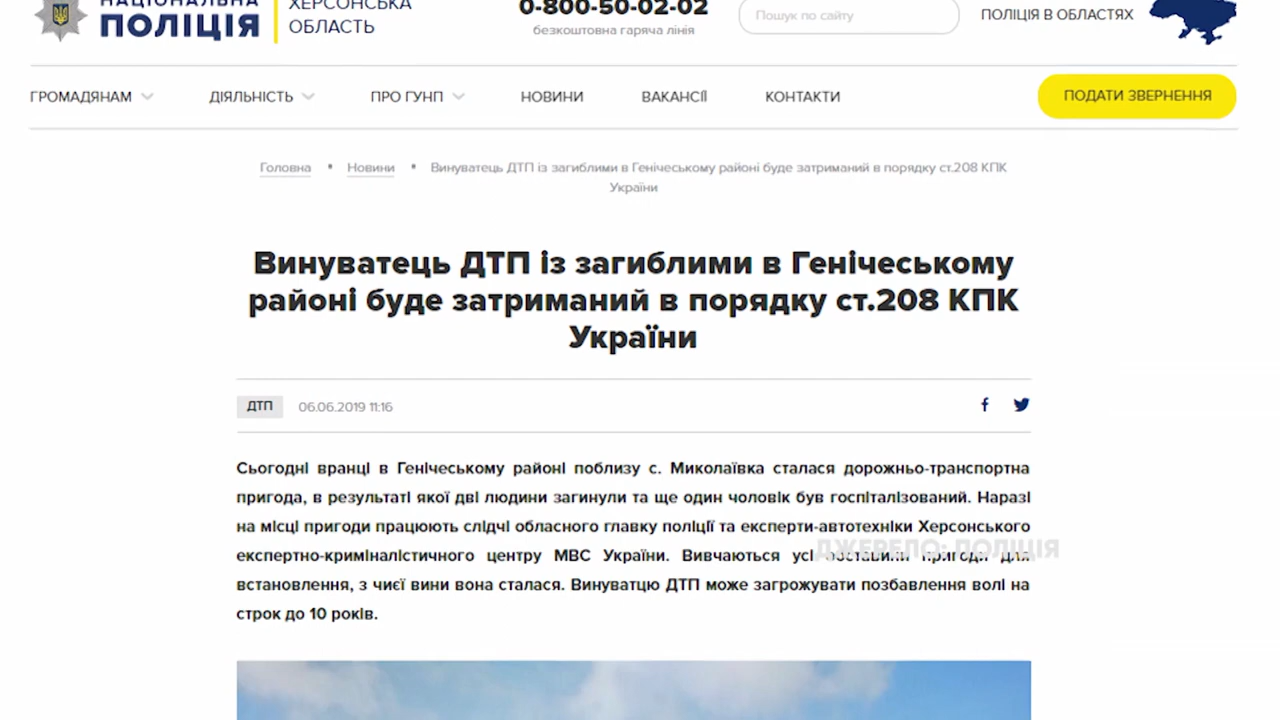 НАЦІОНАЛЬНА
ПОЛІЦІЯ
ХЕРСОНСЬКА
ОБЛАСТЬ
0-800-50-02-02
безкоштовна гаряча лінія
Пошук по сайту
ПОЛІЦІЯ В ОБЛАСТЯХ
ГРОМАДЯНАМ
ДІЯЛЬНІСТЬ
ПРО ГУНП
НОВИНИ
ВАКАНСІЇ
КОНТАКТИ
ПОДАТИ ЗВЕРНЕННЯ
Головна • Новини • Винуватець ДТП із загиблими в Генічеському районі буде затриманий в порядку ст.208 КПК
України
Винуватець ДТП із загиблими в Генічеському
районі буде затриманий в порядку ст.208 КПК
України
ДТП
06.06.2019 11:16
Сьогодні вранці в Генічеському районі поблизу с. Миколаївка сталася дорожньо-транспортна
пригода, в результаті якої дві людини загинули та ще один чоловік був госпіталізований. Наразі
на місці пригоди працюють слідчі обласного главку поліції та експерти-автотехніки Херсонського
експертно-криміналістичного центру МВС України. Вивчаються усі обставини пригоди для
встановлення, з чиєї вини вона сталася. Винуватцю ДТП може загрожувати позбавлення волі на
строк до 10 років.
ДЖЕРЕЛО: ПОЛІЦІЯ